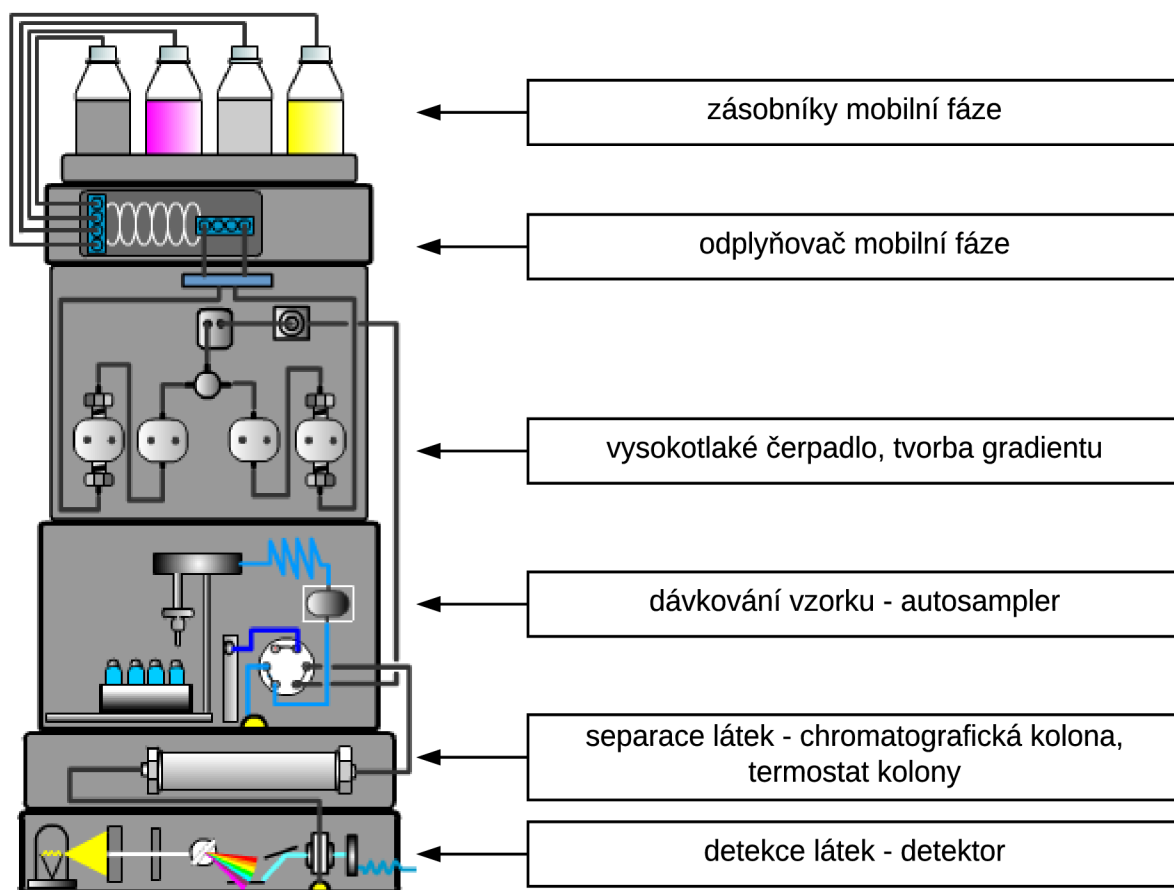 zásobníky mobilní fáze
odplyňovač mobilní fáze
vysokotlaké čerpadlo, tvorba gradientu
dávkování vzorku - autosampler
separace látek - chromatografická kolona,
termostat kolony
detekce látek - detektor